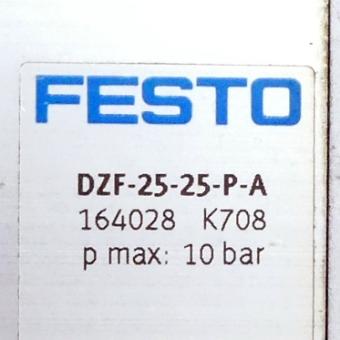 FESTO
DZF-25-25-P-A
164028 K708
p max: 10 bar